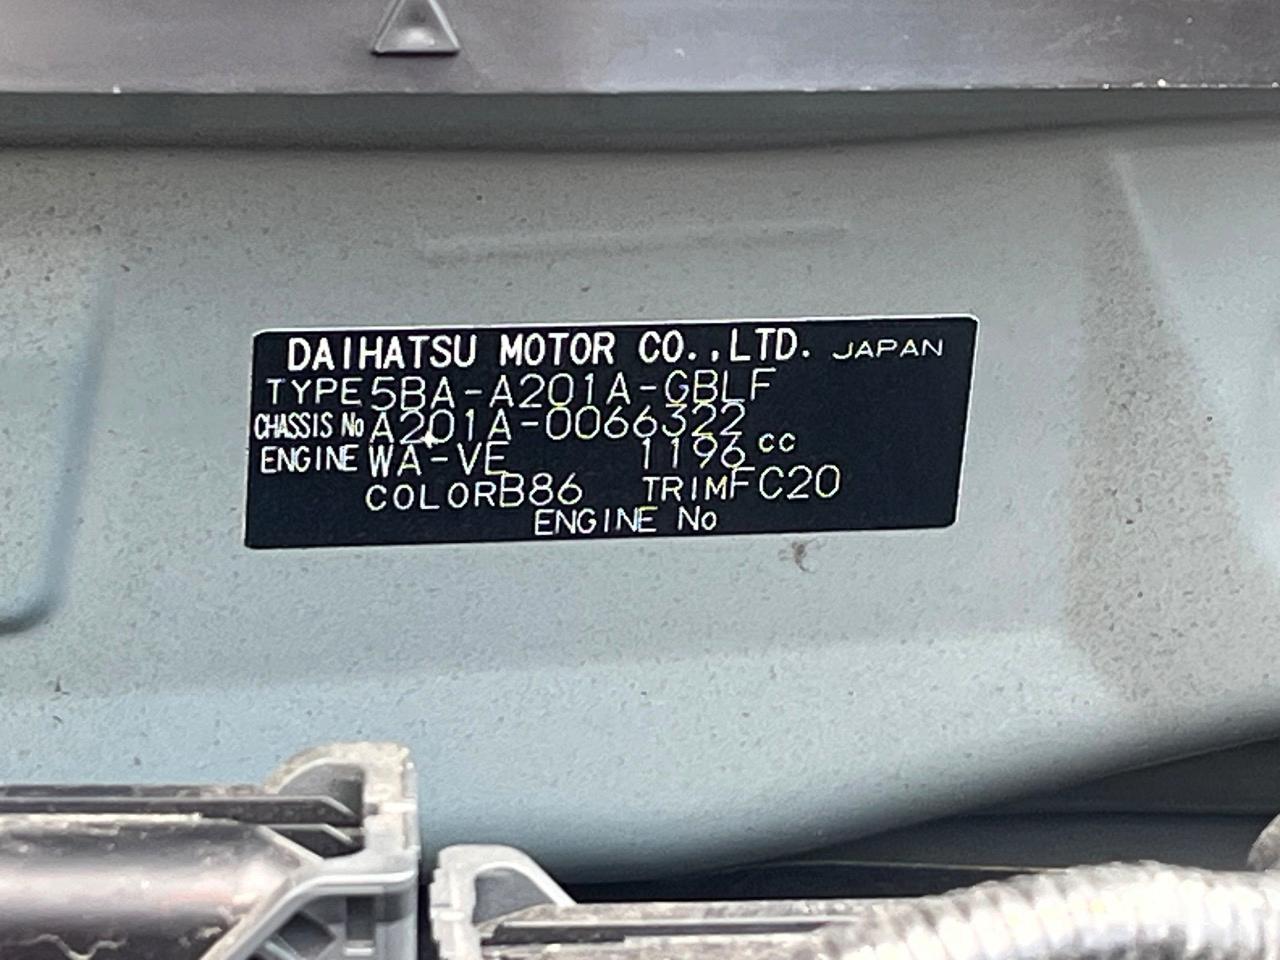 DAIHATSU MOTOR CO.,LTD. JAPAN
TYPE 5BA-A201A-GBLF
CHASSIS No A201A-0066322
ENGINE WA-VE 1196 cc
COLOR B86 TRIM FC20
ENGINE No